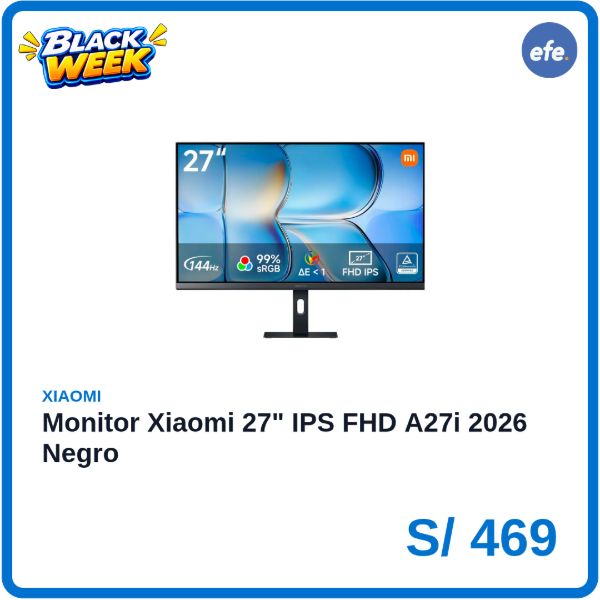 BLACK
WEEK
efe.
27“
mi
144Hz
99%
sRGB
ΔE < 1
27"
FHD IPS
XIAOMI
Monitor Xiaomi 27" IPS FHD A27i 2026
Negro
S/ 469